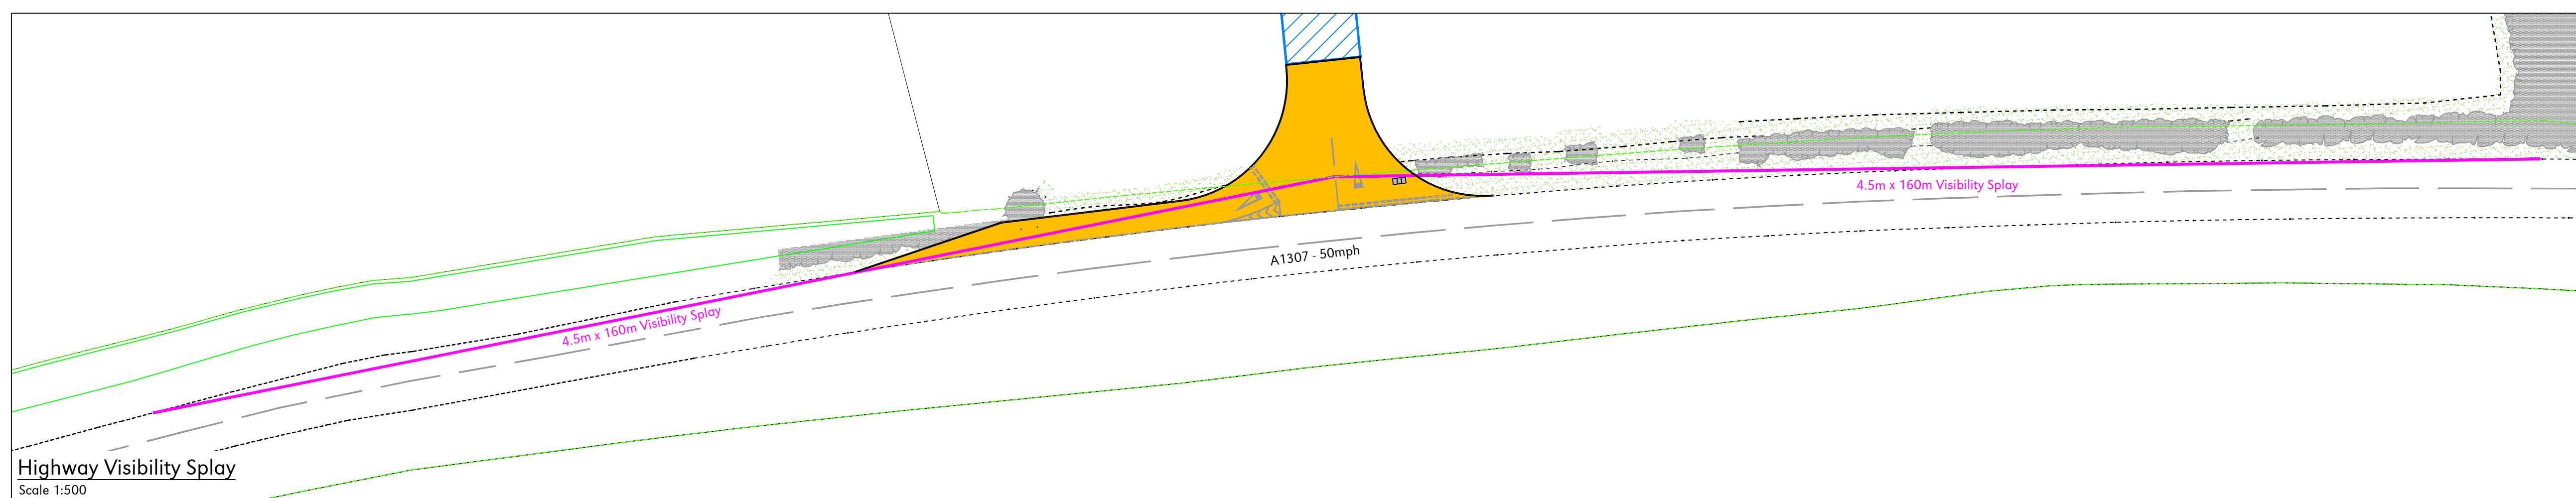 4.5m x 160m Visibility Splay
A1307 - 50mph
4.5m x 160m Visibility Splay
Highway Visibility Splay
Scale 1:500